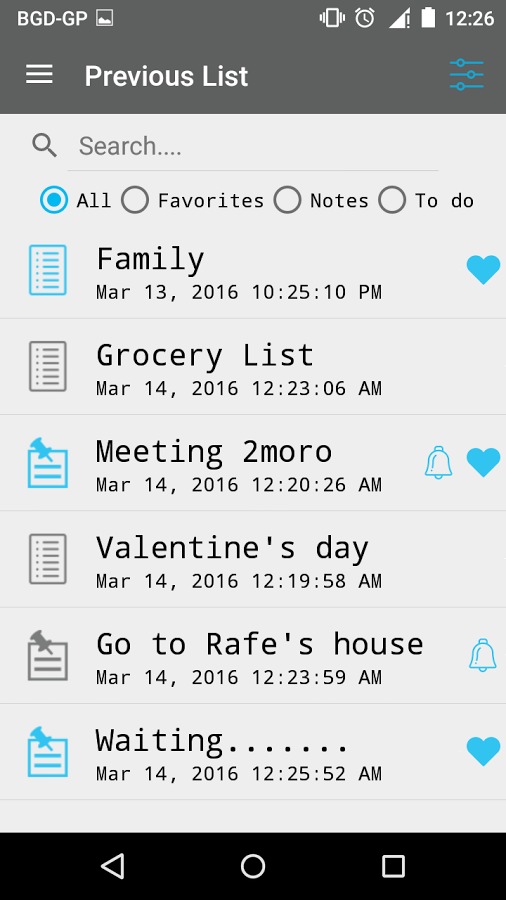 BGD-GP 12:26
Previous List
Search....
All Favorites Notes To do
Family
Mar 13, 2016 10:25:10 PM
Grocery List
Mar 14, 2016 12:23:06 AM
Meeting 2moro
Mar 14, 2016 12:20:26 AM
Valentine's day
Mar 14, 2016 12:19:58 AM
Go to Rafe's house
Mar 14, 2016 12:23:59 AM
Waiting.......
Mar 14, 2016 12:25:52 AM